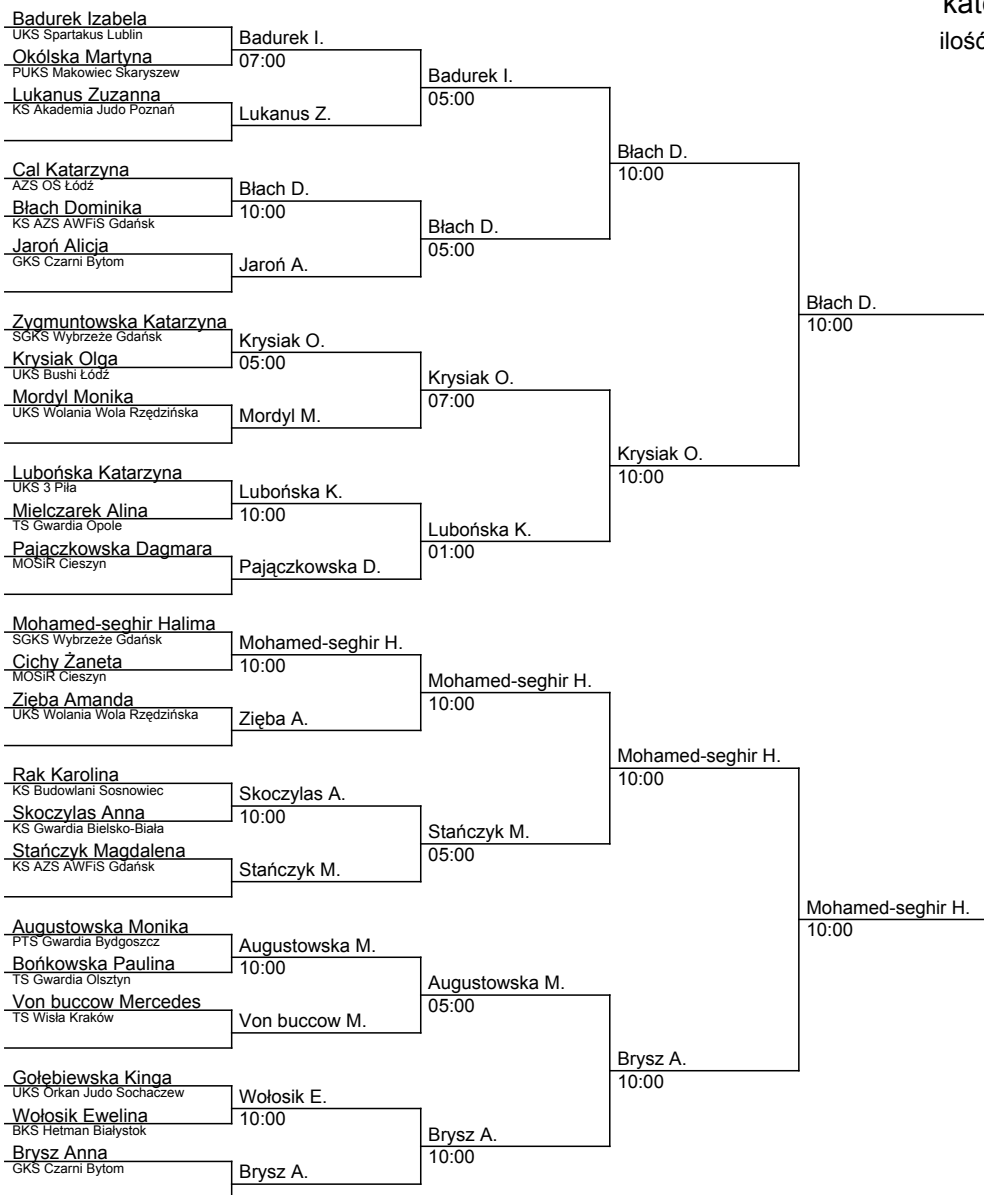 kat
ilość
Badurek Izabela
UKS Spartakus Lublin
Okólska Martyna
PUKS Makowiec Skaryszew
Lukanus Zuzanna
KS Akademia Judo Poznań
Cal Katarzyna
AZS OŚ Łódź
Błach Dominika
KS AZS AWFiS Gdańsk
Jaroń Alicja
GKS Czarni Bytom
Zygmuntowska Katarzyna
SGKS Wybrzeże Gdańsk
Krysiak Olga
UKS Bushi Łódź
Mordyl Monika
UKS Wolania Wola Rzędzińska
Lubońska Katarzyna
UKS 3 Piła
Mielczarek Alina
TS Gwardia Opole
Pajączkowska Dagmara
MOSiR Cieszyn
Mohamed-seghir Halima
SGKS Wybrzeże Gdańsk
Cichy Żaneta
MOSiR Cieszyn
Zięba Amanda
UKS Wolania Wola Rzędzińska
Rak Karolina
KS Budowlani Sosnowiec
Skoczylas Anna
KS Gwardia Bielsko-Biała
Stańczyk Magdalena
KS AZS AWFiS Gdańsk
Augustowska Monika
PTS Gwardia Bydgoszcz
Bońkowska Paulina
TS Gwardia Olsztyn
Von buccow Mercedes
TS Wisła Kraków
Gołębiewska Kinga
UKS Orkan Judo Sochaczew
Wołosik Ewelina
BKS Hetman Białystok
Brysz Anna
GKS Czarni Bytom
Badurek I.
07:00
Lukanus Z.
Błach D.
10:00
Jaroń A.
Krysiak O.
05:00
Mordyl M.
Lubońska K.
10:00
Pajączkowska D.
Mohamed-seghir H.
10:00
Zięba A.
Skoczylas A.
10:00
Stańczyk M.
Augustowska M.
10:00
Von buccow M.
Wołosik E.
10:00
Brysz A.
Badurek I.
05:00
Błach D.
05:00
Krysiak O.
07:00
Lubońska K.
01:00
Mohamed-seghir H.
10:00
Stańczyk M.
05:00
Augustowska M.
05:00
Brysz A.
10:00
Błach D.
10:00
Krysiak O.
10:00
Mohamed-seghir H.
10:00
Brysz A.
10:00
Błach D.
10:00
Mohamed-seghir H.
10:00